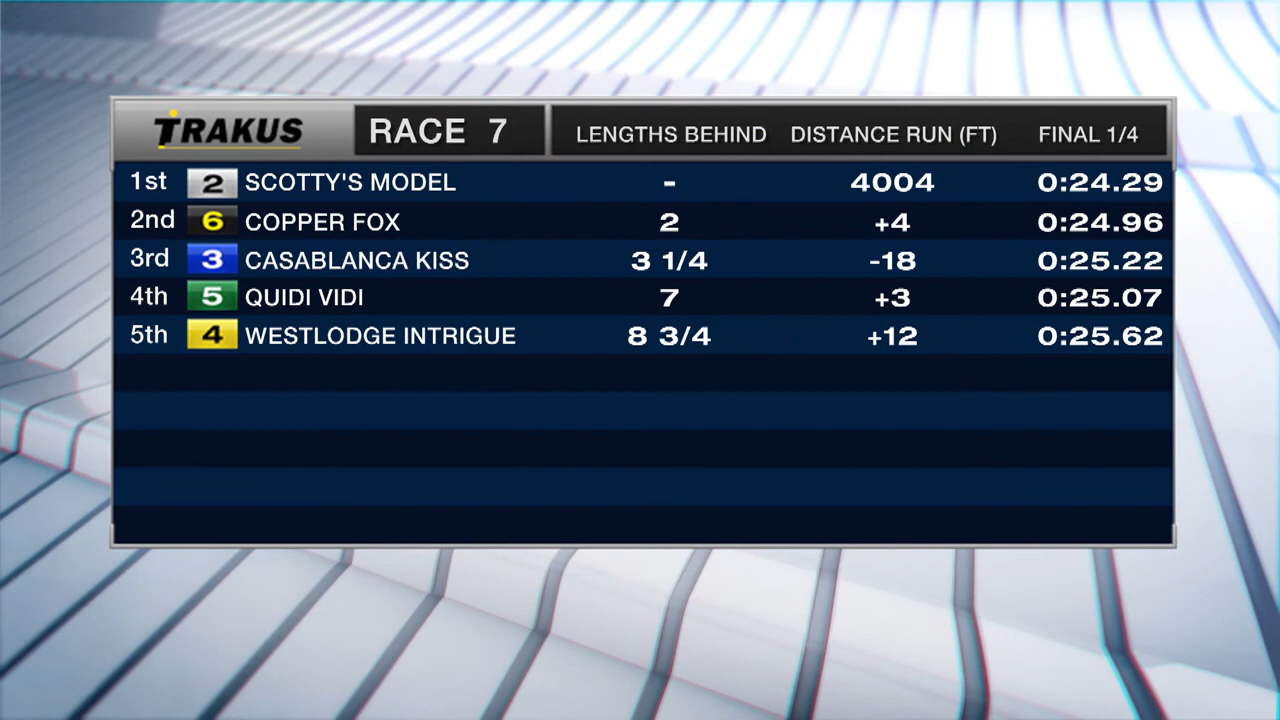 TRAKUS RACE 7 LENGTHS BEHIND DISTANCE RUN (FT) FINAL 1/4
1st 2 SCOTTY'S MODEL - 4004 0:24.29
2nd 6 COPPER FOX 2 +4 0:24.96
3rd 3 CASABLANCA KISS 3 1/4 -18 0:25.22
4th 5 QUIDI VIDI 7 +3 0:25.07
5th 4 WESTLODGE INTRIGUE 8 3/4 +12 0:25.62